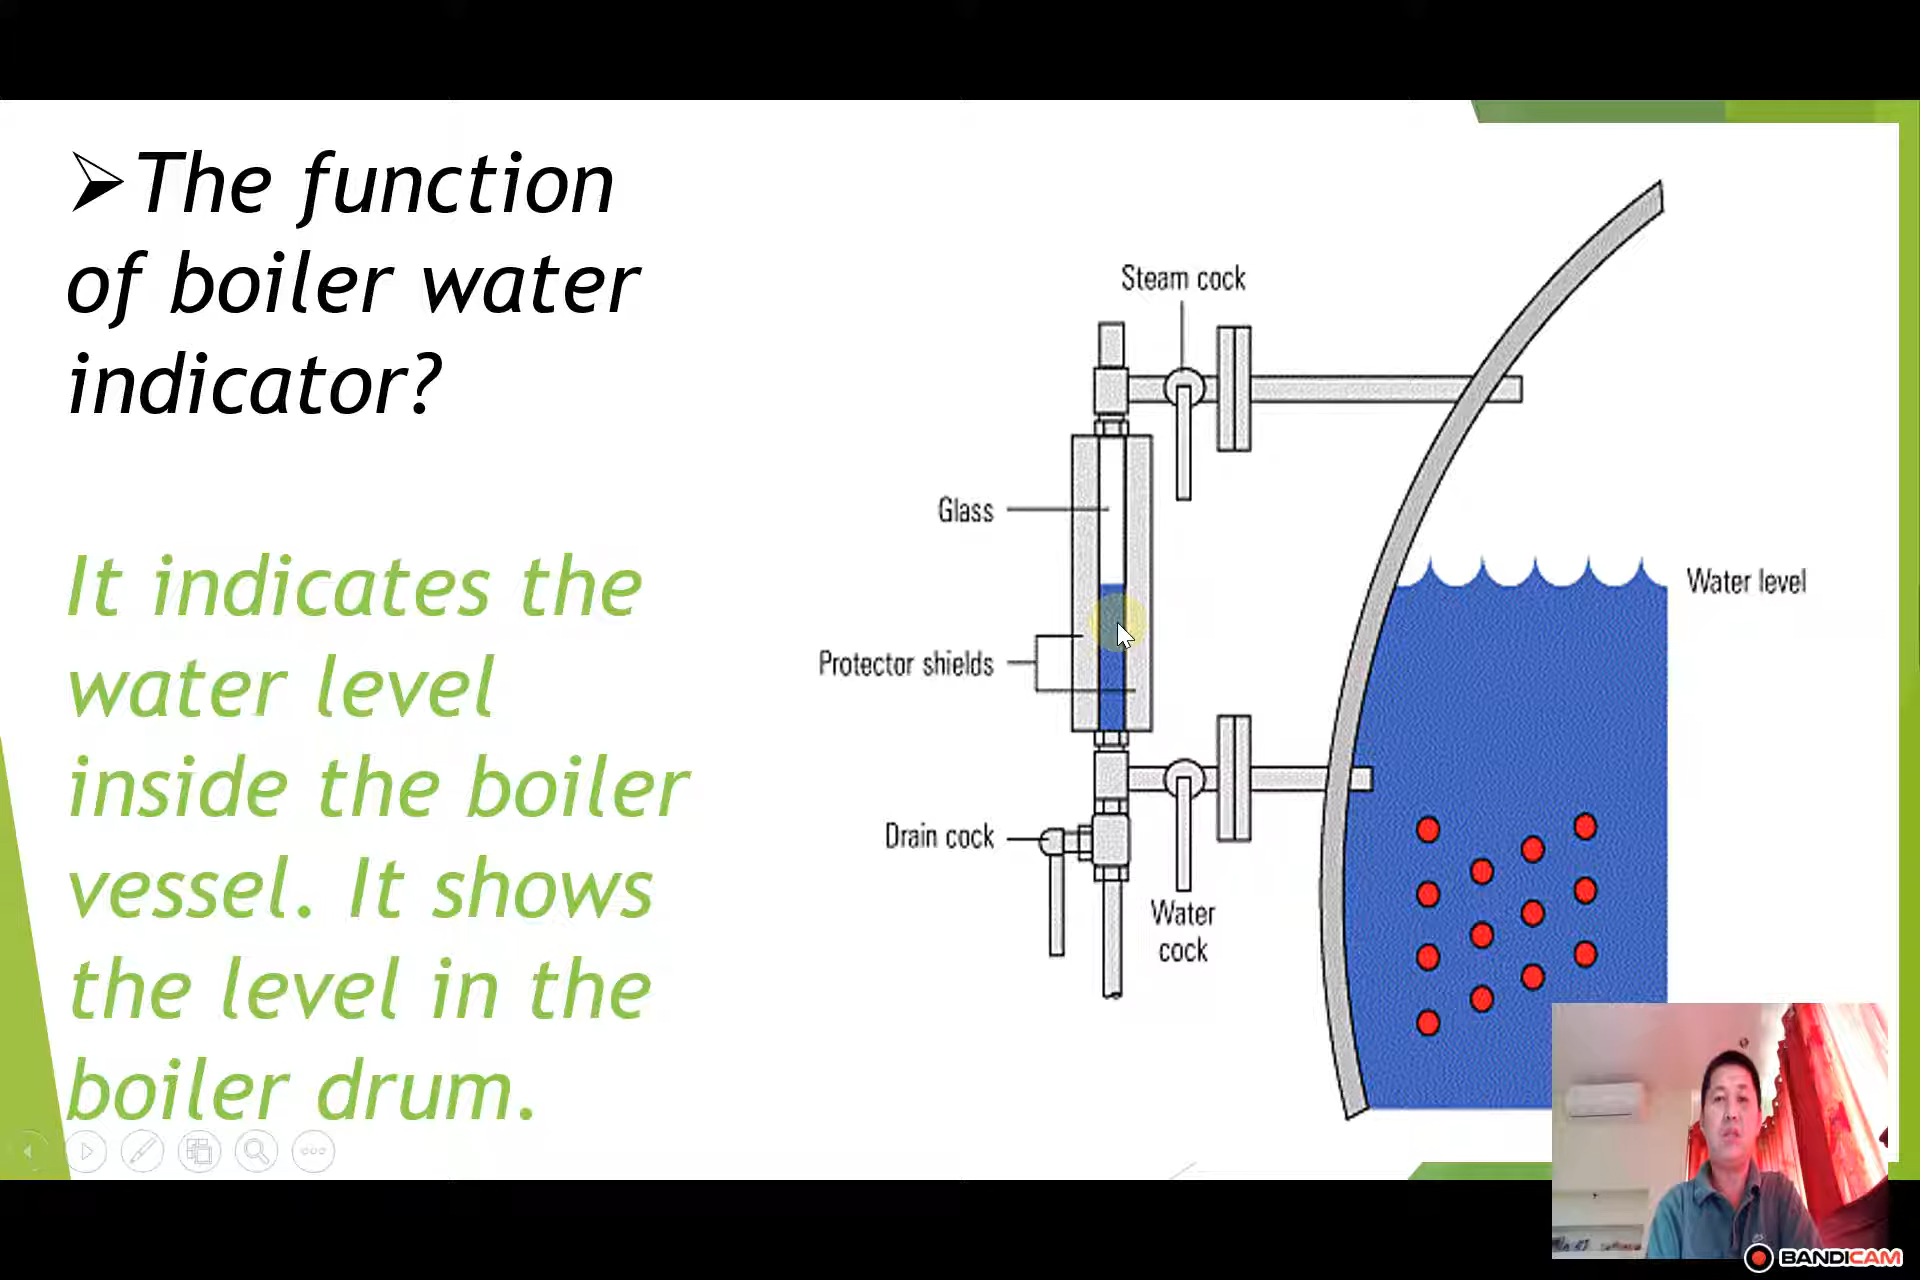 The function
of boiler water
indicator?
It indicates the
water level
inside the boiler
vessel. It shows
the level in the
boiler drum.
Steam cock
Glass
Water level
Protector shields
Drain cock
Water
cock
BANDICAM